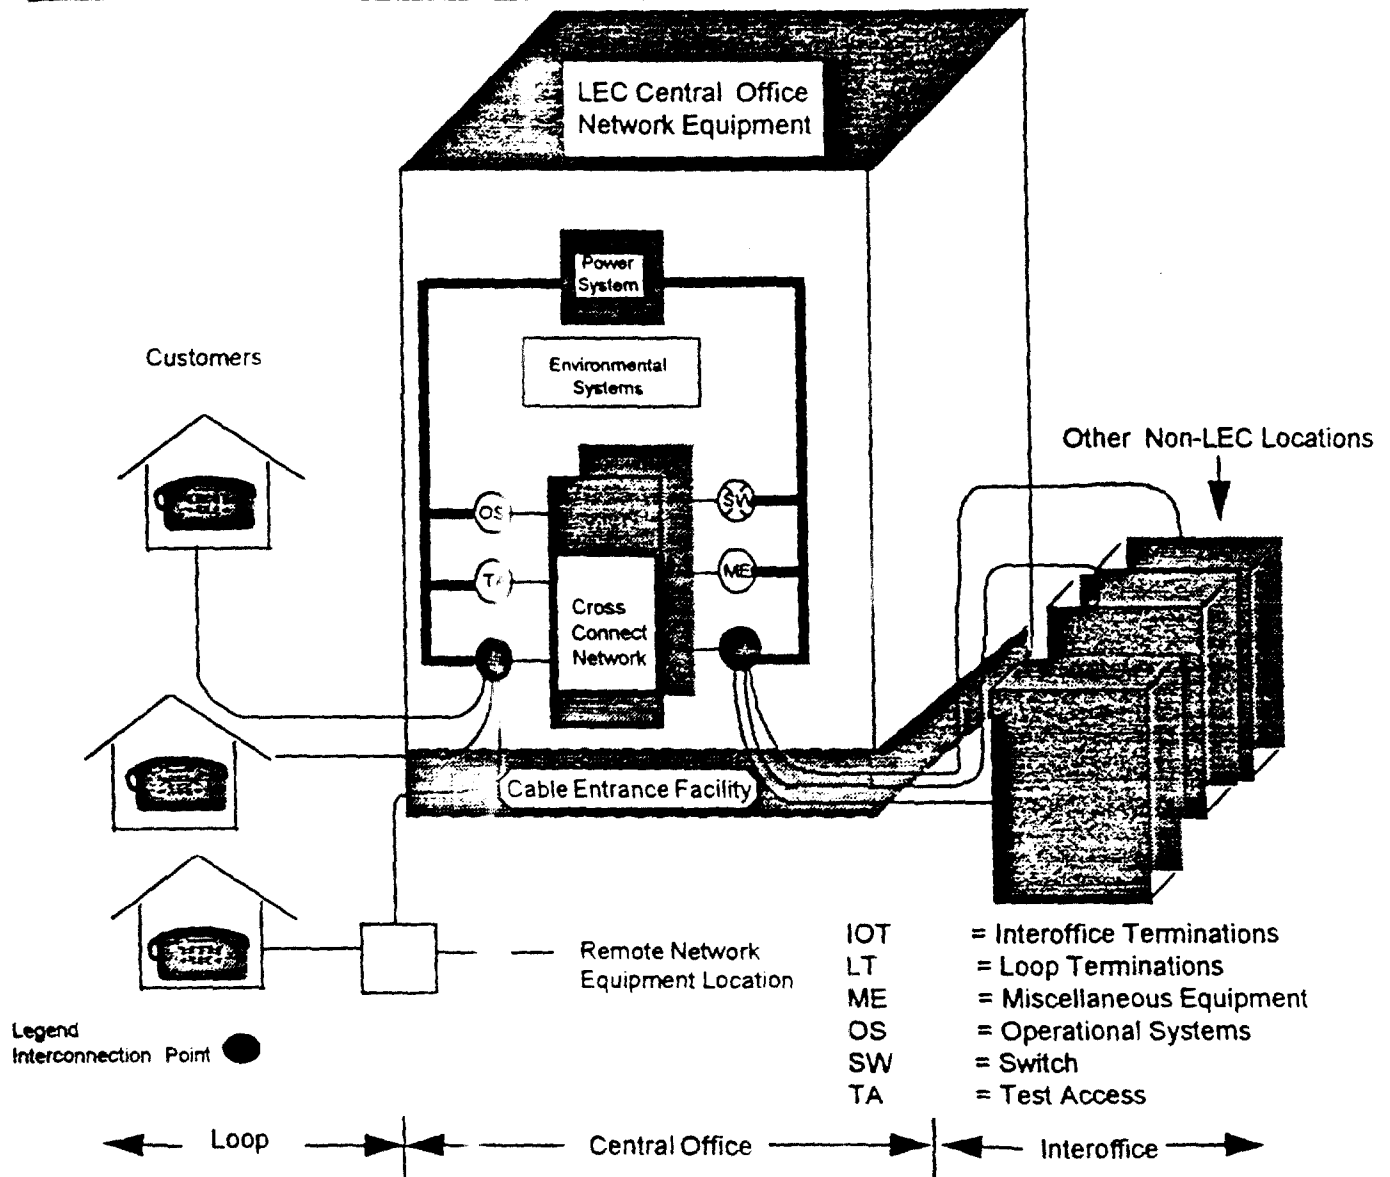 LEC Central Office
Network Equipment
Power
System
Environmental
Systems
Customers
Other Non-LEC Locations
OS
SW
TA
ME
Cross
Connect
Network
Cable Entrance Facility
Remote Network
Equipment Location
IOT = Interoffice Terminations
LT = Loop Terminations
ME = Miscellaneous Equipment
OS = Operational Systems
SW = Switch
TA = Test Access
Legend
Interconnection Point
Loop
Central Office
Interoffice